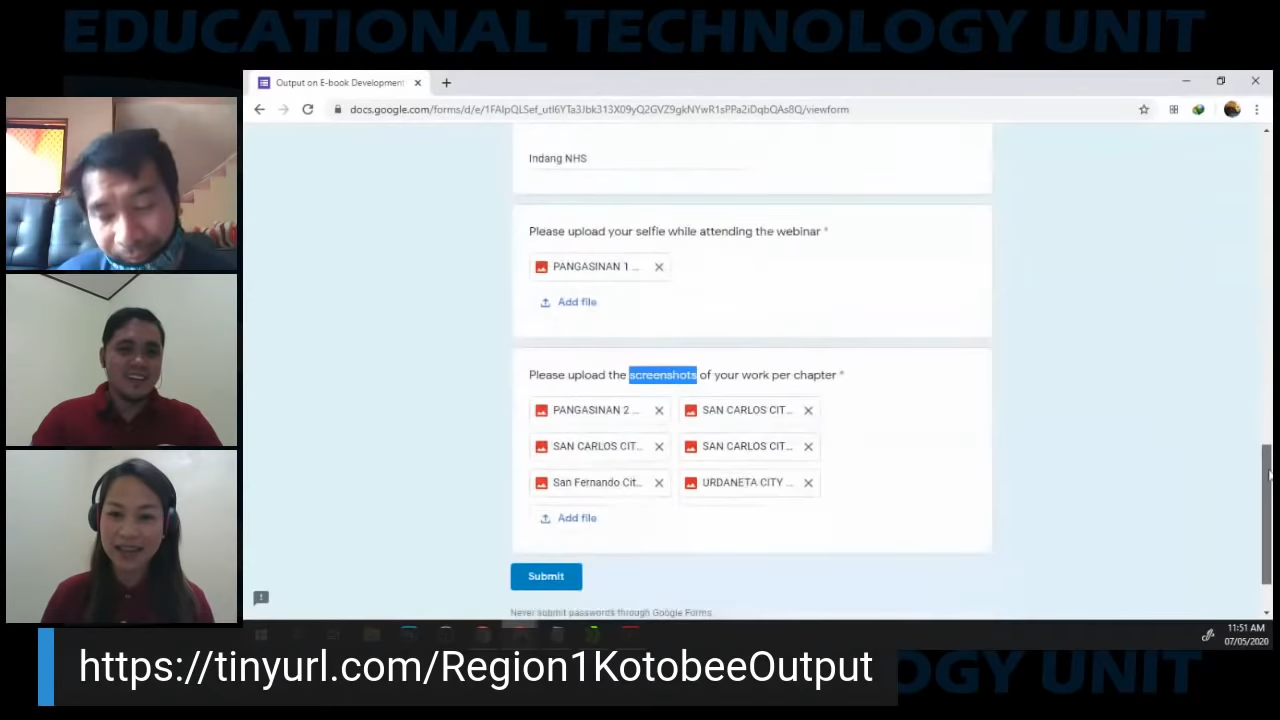 EDUCATIONAL TECHNOLOGY UNIT
Output on E-book Development
docs.google.com/forms/d/e/1FAIpQLSef_utl6YTa3Jbk313X09yQ2GVZ9gkNYwR1sPPa2iDqbQAs8Q/viewform
Indang NHS
Please upload your selfie while attending the webinar *
PANGASINAN 1 ...
Add file
Please upload the screenshots of your work per chapter *
PANGASINAN 2 ... SAN CARLOS CIT...
SAN CARLOS CIT... SAN CARLOS CIT...
San Fernando Cit... URDANETA CITY ...
Add file
Submit
Never submit passwords through Google Forms.
11:51 AM
07/05/2020
https://tinyurl.com/Region1KotobeeOutput
OGY UNIT